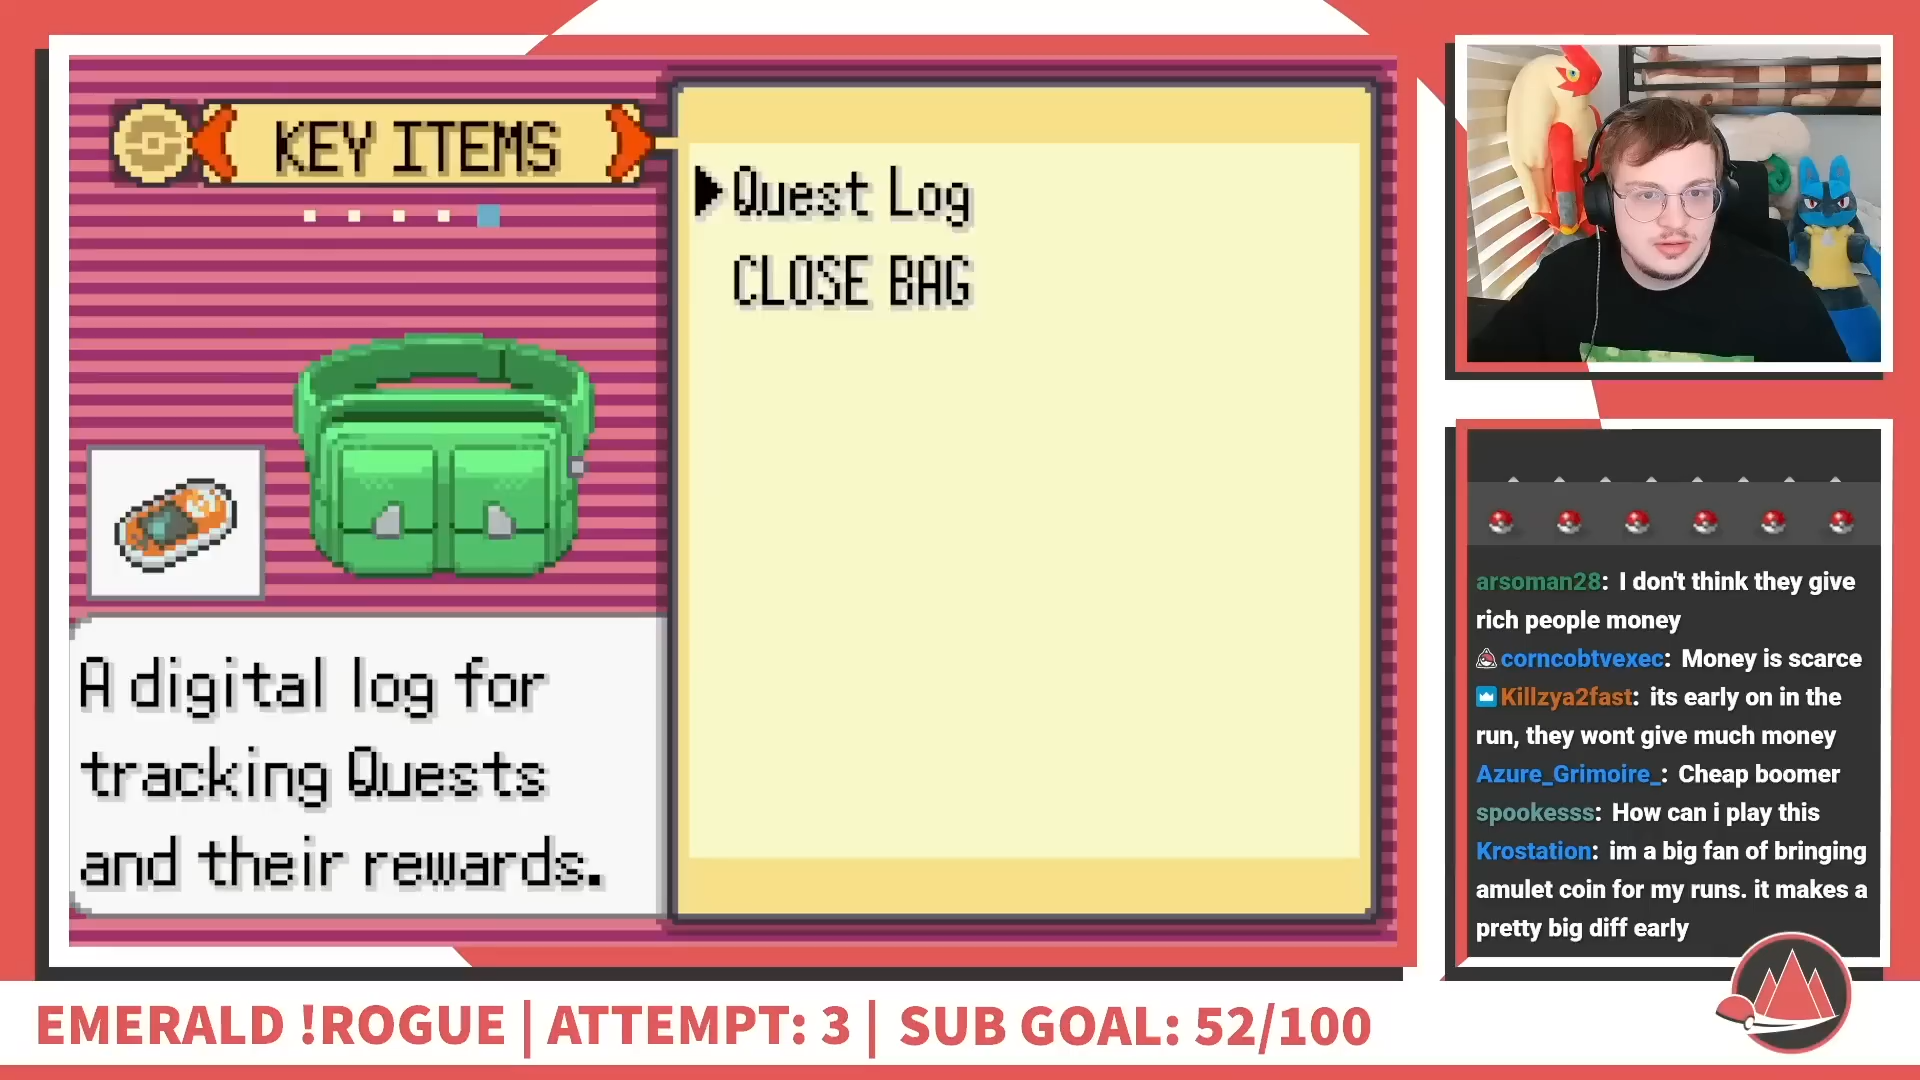 KEY ITEMS
Quest Log
CLOSE BAG
A digital log for
tracking Quests
and their rewards.
arsoman28: I don't think they give
rich people money
corncobtvexec: Money is scarce
Killzya2fast: its early on in the
run, they wont give much money
Azure_Grimoire_: Cheap boomer
spookesss: How can i play this
Krostation: im a big fan of bringing
amulet coin for my runs. it makes a
pretty big diff early
EMERALD !ROGUE | ATTEMPT: 3 | SUB GOAL: 52/100